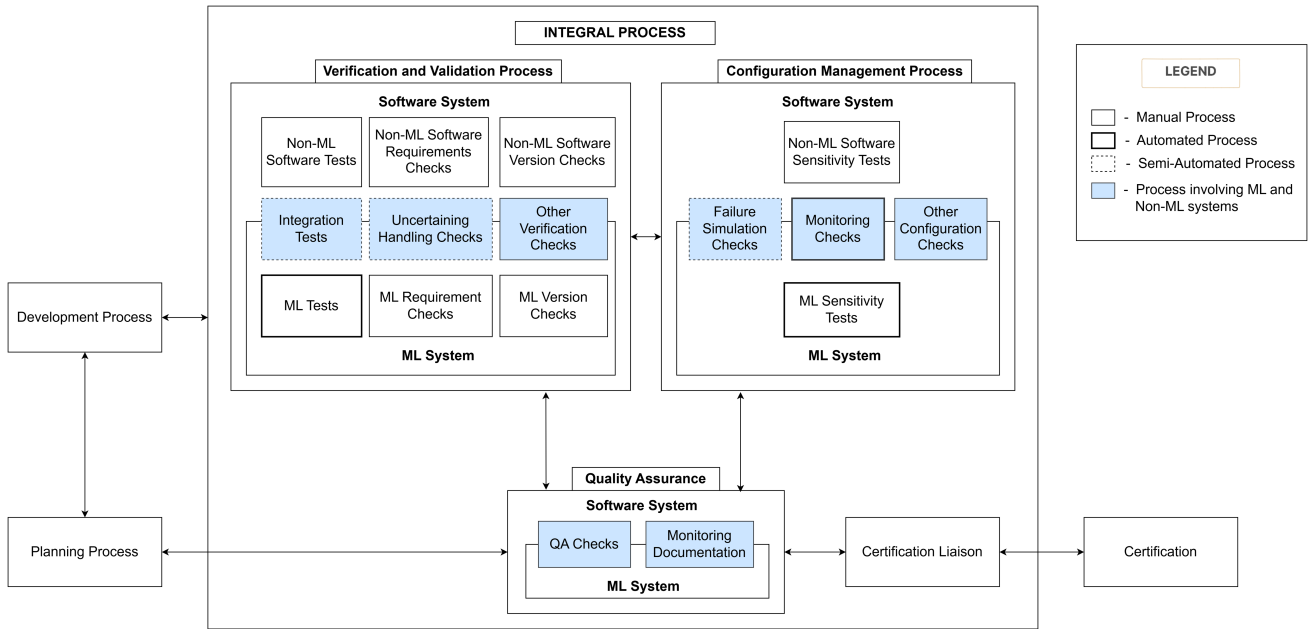 INTEGRAL PROCESS
Verification and Validation Process
Software System
Non-ML
Software Tests
Non-ML Software
Requirements
Checks
Non-ML Software
Version Checks
Integration
Tests
Uncertaining
Handling Checks
Other
Verification
Checks
ML Tests
ML Requirement
Checks
ML Version
Checks
ML System
Configuration Management Process
Software System
Non-ML Software
Sensitivity Tests
Failure
Simulation
Checks
Monitoring
Checks
Other
Configuration
Checks
ML Sensitivity
Tests
ML System
LEGEND
- Manual Process
- Automated Process
- Semi-Automated Process
- Process involving ML and
Non-ML systems
Development Process
Planning Process
Quality Assurance
Software System
QA Checks
Monitoring
Documentation
ML System
Certification Liaison
Certification